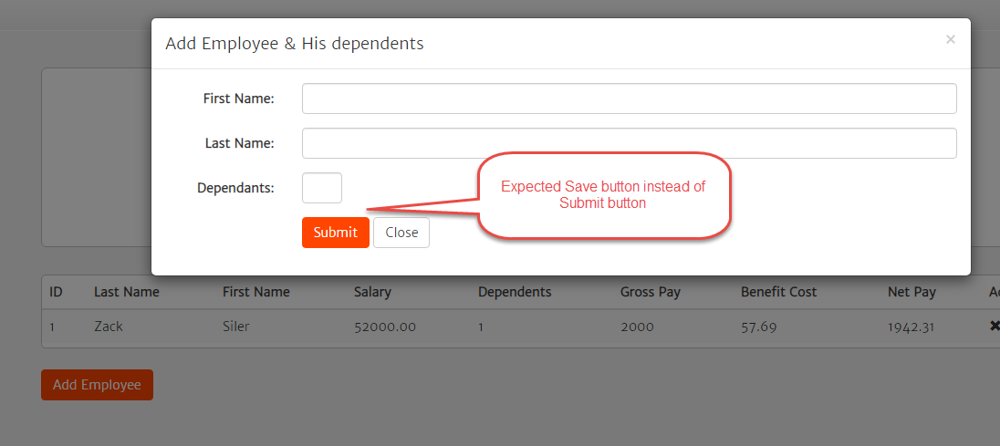 Add Employee & His dependents
×
First Name:
Last Name:
Expected Save button instead of
Submit button
Dependants:
Submit Close
ID Last Name First Name Salary Dependents Gross Pay Benefit Cost Net Pay
1 Zack Siler 52000.00 1 2000 57.69 1942.31
Add Employee